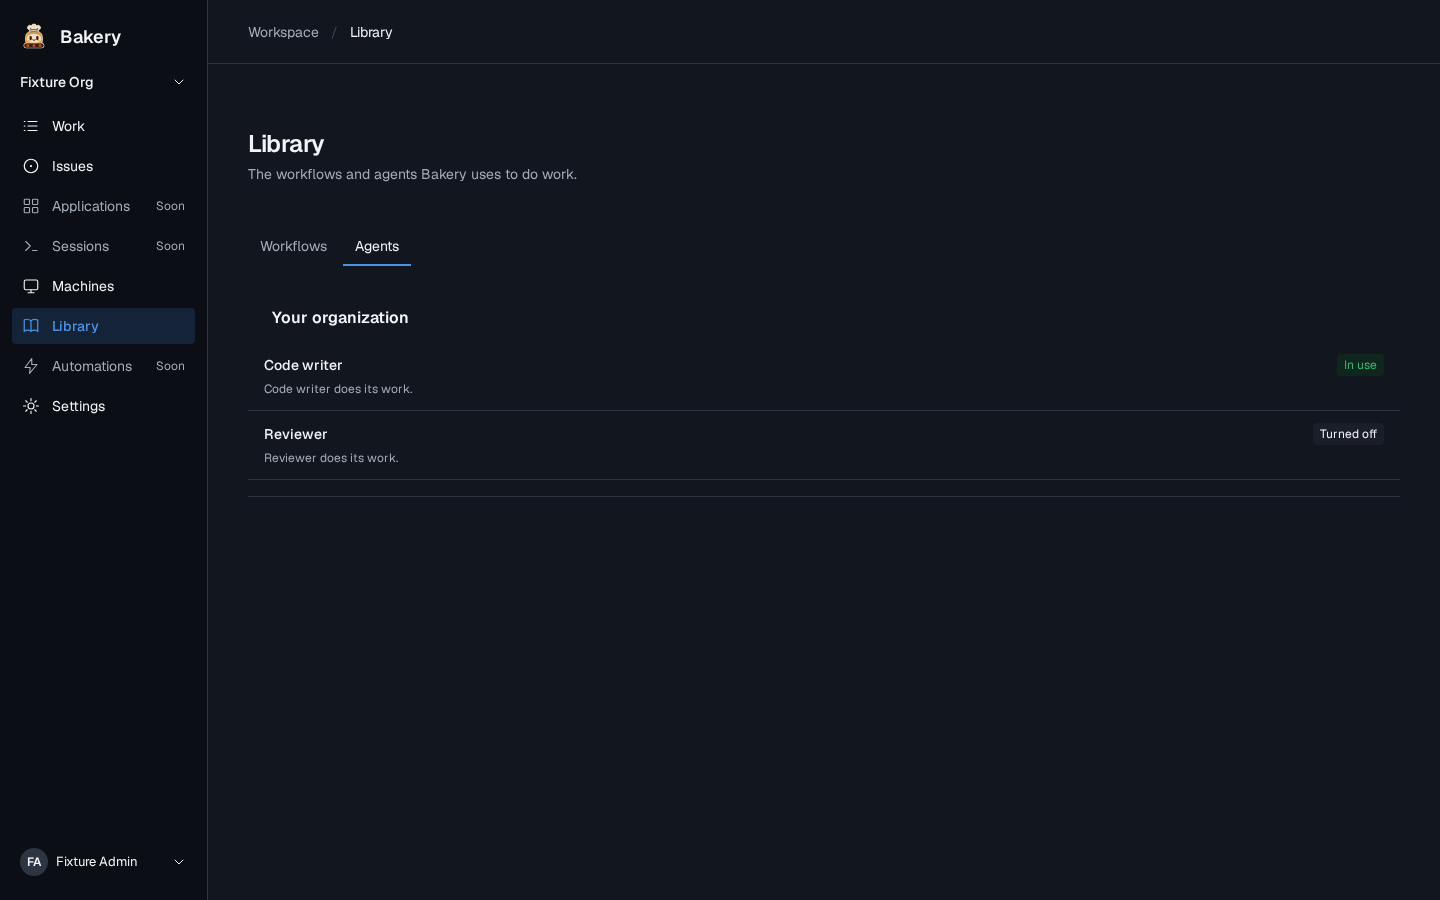 Bakery
Fixture Org
Work
Issues
Applications Soon
Sessions Soon
Machines
Library
Automations Soon
Settings
FA Fixture Admin
Workspace / Library
Library
The workflows and agents Bakery uses to do work.
Workflows Agents
Your organization
Code writer In use
Code writer does its work.
Reviewer Turned off
Reviewer does its work.